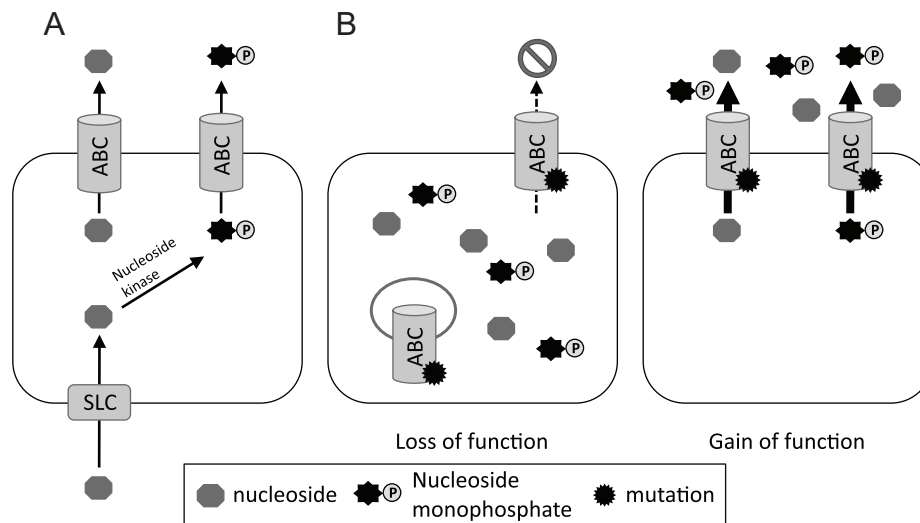 A
B
P
ABC
ABC
P
Nucleoside
kinase
SLC
ABC
P
P
ABC
P
Loss of function
P
P
P
ABC
ABC
P
Gain of function
nucleoside
P
Nucleoside
monophosphate
mutation